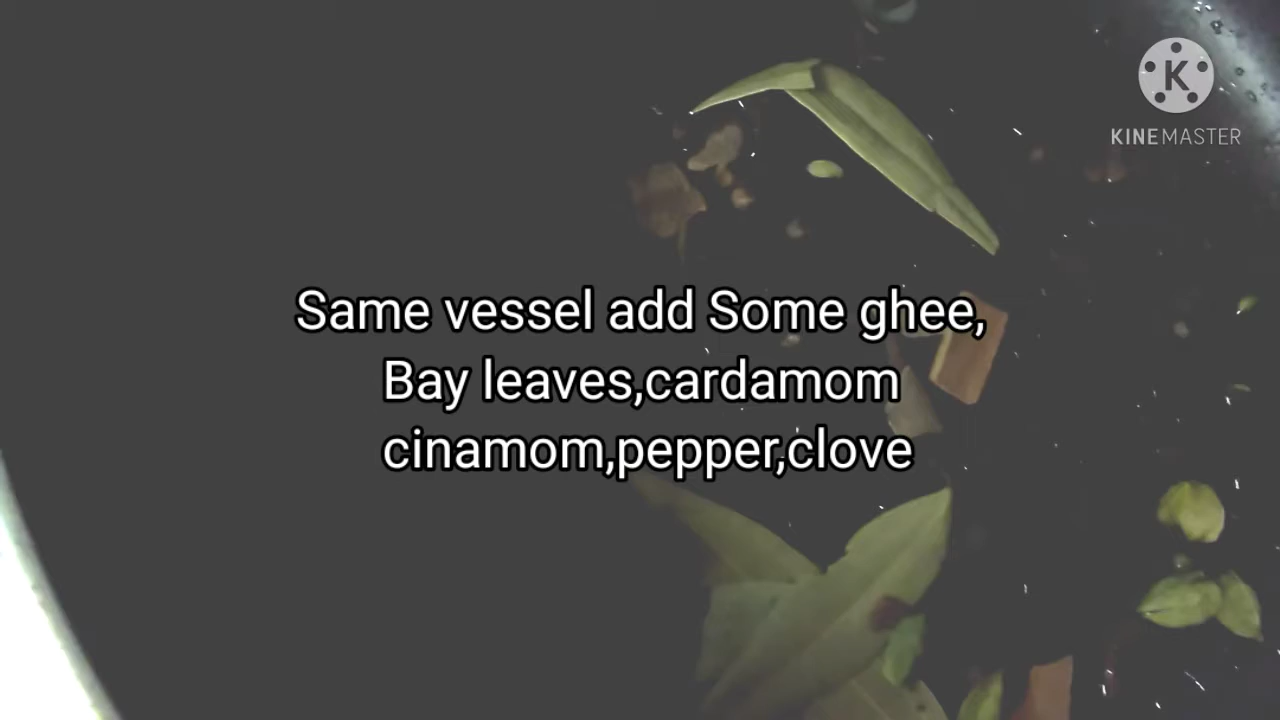 KINEMASTER
Same vessel add Some ghee,
Bay leaves,cardamom
cinamom,pepper,clove